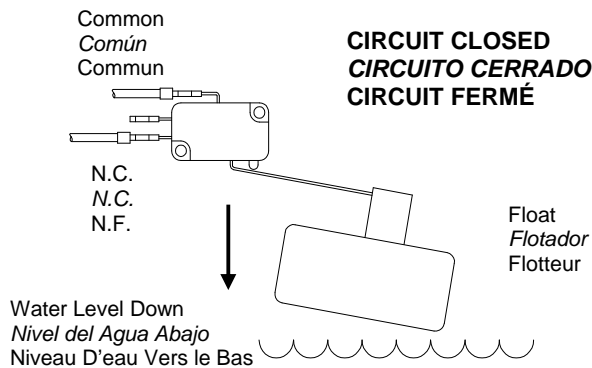 Common
Común
Commun
CIRCUIT CLOSED
CIRCUITO CERRADO
CIRCUIT FERMÉ
N.C.
N.C.
N.F.
Float
Flotador
Flotteur
Water Level Down
Nivel del Agua Abajo
Niveau D'eau Vers le Bas